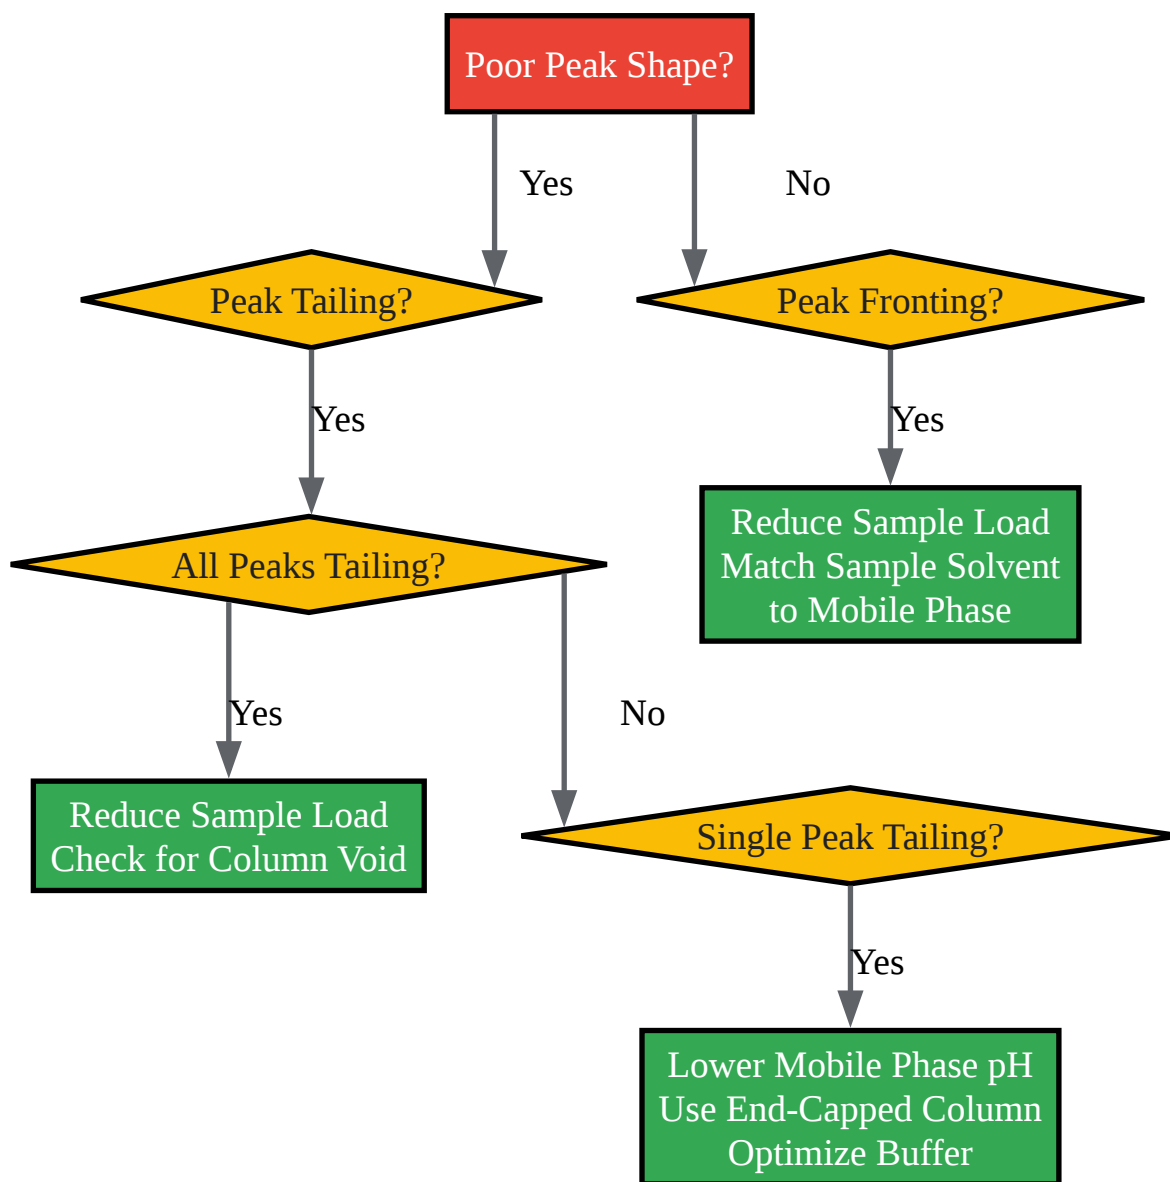 Poor Peak Shape?
Yes
No
Peak Tailing?
Peak Fronting?
Yes
Yes
Reduce Sample Load
Match Sample Solvent
to Mobile Phase
All Peaks Tailing?
Yes
No
Reduce Sample Load
Check for Column Void
Single Peak Tailing?
Yes
Lower Mobile Phase pH
Use End-Capped Column
Optimize Buffer